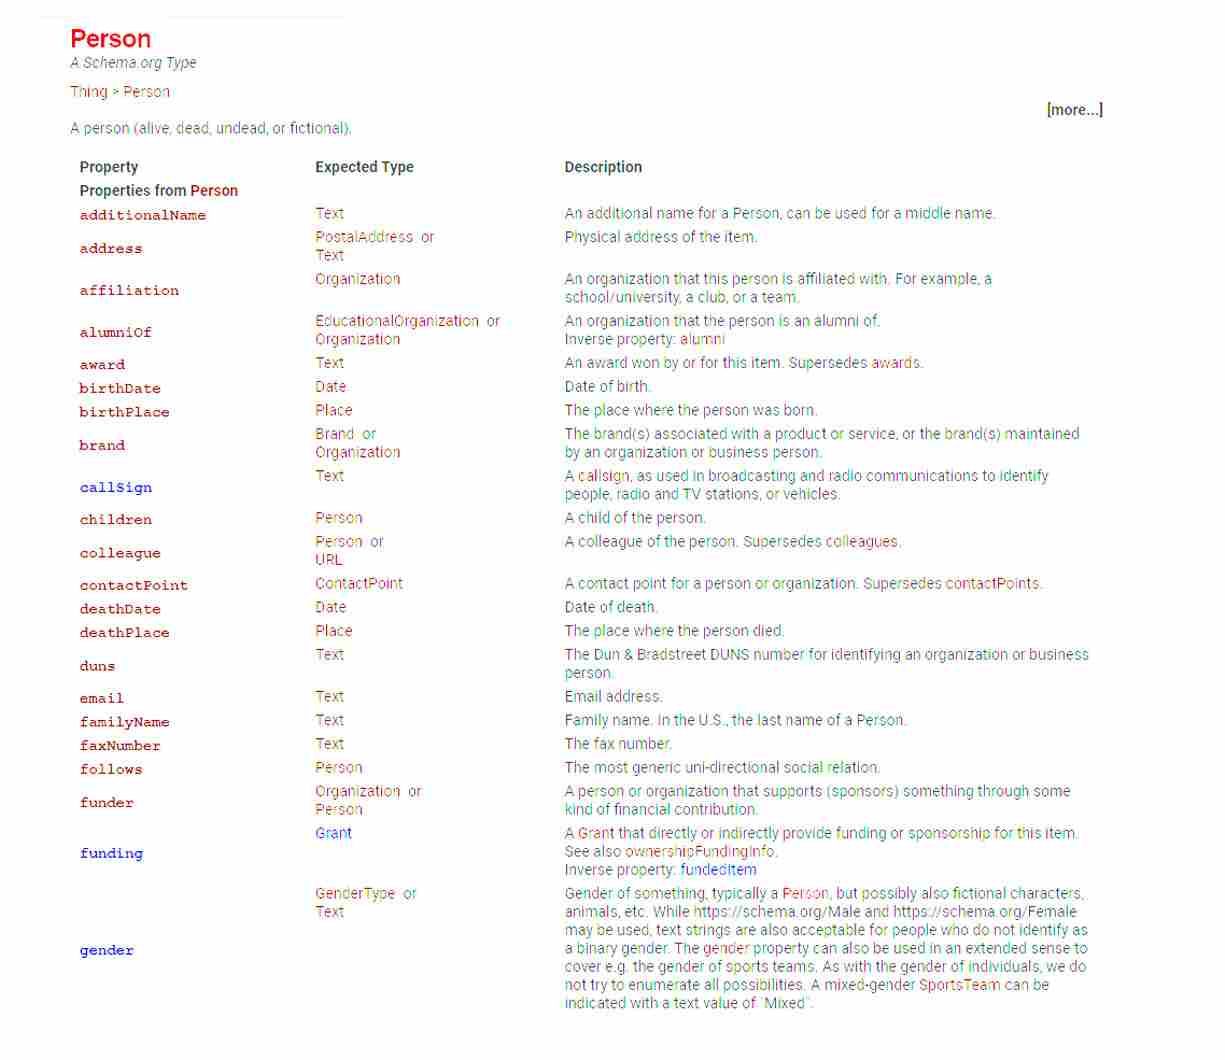 Person
A Schema.org Type
Thing > Person
[more...]
A person (alive, dead, undead, or fictional).
Property Expected Type Description
Properties from Person
additionalName Text An additional name for a Person, can be used for a middle name.
address PostalAddress or Physical address of the item.
Text
affiliation Organization An organization that this person is affiliated with. For example, a
school/university, a club, or a team.
alumniOf EducationalOrganization or An organization that the person is an alumni of.
Organization Inverse property: alumni
award Text An award won by or for this item. Supersedes awards.
birthDate Date Date of birth.
birthPlace Place The place where the person was born.
brand Brand or The brand(s) associated with a product or service, or the brand(s) maintained
Organization by an organization or business person.
callSign Text A callsign, as used in broadcasting and radio communications to identify
people, radio and TV stations, or vehicles.
children Person A child of the person.
colleague Person or A colleague of the person. Supersedes colleagues.
URL
contactPoint ContactPoint A contact point for a person or organization. Supersedes contactPoints.
deathDate Date Date of death.
deathPlace Place The place where the person died.
duns Text The Dun & Bradstreet DUNS number for identifying an organization or business
person.
email Text Email address.
familyName Text Family name. In the U.S., the last name of a Person.
faxNumber Text The fax number.
follows Person The most generic uni-directional social relation.
funder Organization or A person or organization that supports (sponsors) something through some
Person kind of financial contribution.
funding Grant A Grant that directly or indirectly provide funding or sponsorship for this item.
See also ownershipFundingInfo.
Inverse property: fundedItem
gender GenderType or Gender of something, typically a Person, but possibly also fictional characters,
Text animals, etc. While https://schema.org/Male and https://schema.org/Female
may be used, text strings are also acceptable for people who do not identify as
a binary gender. The gender property can also be used in an extended sense to
cover e.g. the gender of sports teams. As with the gender of individuals, we do
not try to enumerate all possibilities. A mixed-gender SportsTeam can be
indicated with a text value of "Mixed".